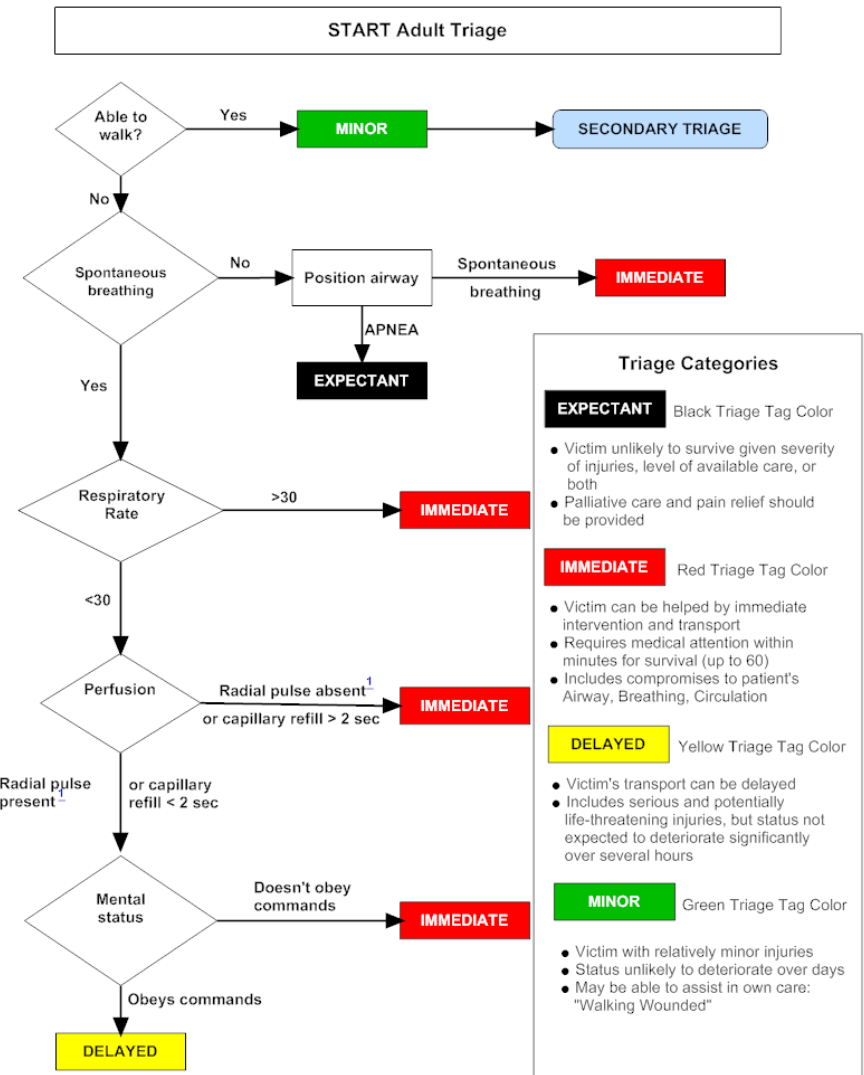 START Adult Triage
Able to
walk?
Yes
MINOR
SECONDARY TRIAGE
No
Spontaneous
breathing
No
Position airway
Spontaneous
breathing
IMMEDIATE
APNEA
EXPECTANT
Yes
Respiratory
Rate
>30
IMMEDIATE
<30
Perfusion
Radial pulse absent1
or capillary refill > 2 sec
IMMEDIATE
Radial pulse
present1
or capillary
refill < 2 sec
Mental
status
Doesn't obey
commands
IMMEDIATE
Obeys commands
DELAYED
Triage Categories
EXPECTANT Black Triage Tag Color
● Victim unlikely to survive given severity
of injuries, level of available care, or
both
● Palliative care and pain relief should
be provided
IMMEDIATE Red Triage Tag Color
● Victim can be helped by immediate
intervention and transport
● Requires medical attention within
minutes for survival (up to 60)
● Includes compromises to patient's
Airway, Breathing, Circulation
DELAYED Yellow Triage Tag Color
● Victim's transport can be delayed
● Includes serious and potentially
life-threatening injuries, but status not
expected to deteriorate significantly
over several hours
MINOR Green Triage Tag Color
● Victim with relatively minor injuries
● Status unlikely to deteriorate over days
● May be able to assist in own care:
"Walking Wounded"